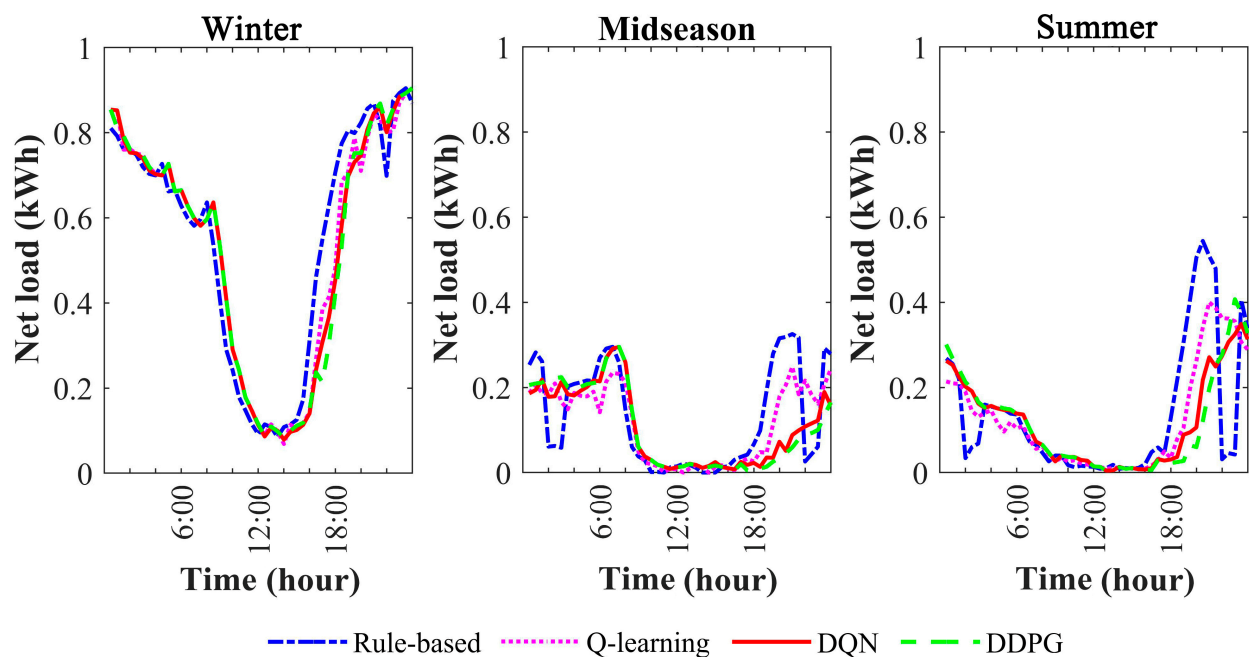 Winter
Midseason
Summer
1
0.8
0.6
0.4
0.2
0
Net load (kWh)
6:00
12:00
18:00
Time (hour)
1
0.8
0.6
0.4
0.2
0
Net load (kWh)
6:00
12:00
18:00
Time (hour)
1
0.8
0.6
0.4
0.2
0
Net load (kWh)
6:00
12:00
18:00
Time (hour)
Rule-based Q-learning DQN DDPG